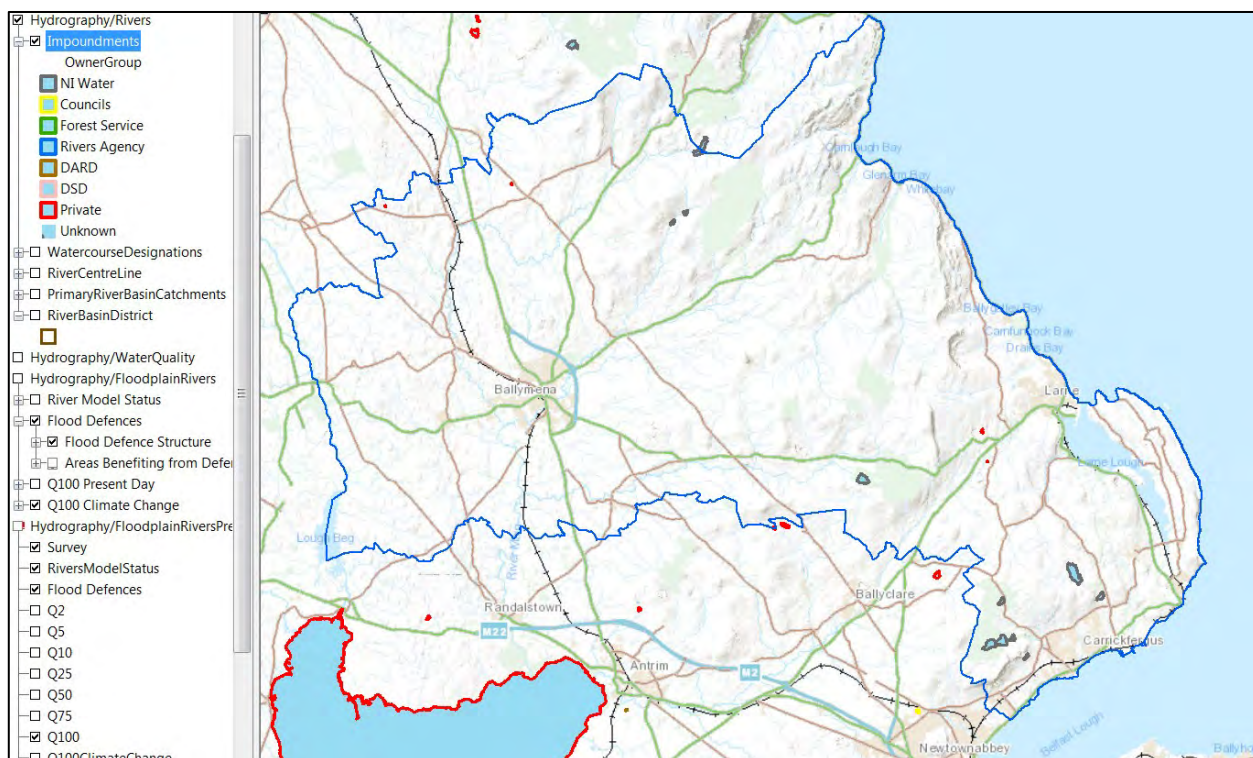 Hydrography/Rivers
Impoundments
OwnerGroup
NI Water
Councils
Forest Service
Rivers Agency
DARD
DSD
Private
Unknown
WatercourseDesignations
RiverCentreLine
PrimaryRiverBasinCatchments
RiverBasinDistrict
Hydrography/WaterQuality
Hydrography/FloodplainRivers
River Model Status
Flood Defences
Flood Defence Structure
Areas Benefiting from Defer
Q100 Present Day
Q100 Climate Change
Hydrography/FloodplainRiversPre
Survey
RiversModelStatus
Flood Defences
Q2
Q5
Q10
Q25
Q50
Q75
Q100
Q100ClimateChange
Carnlough Bay
Glenarm Bay
Ballygalley Bay
Carnfunnock Bay
Drains Bay
Ballymena
Larne
Larne Lough
Lough Beg
Randalstown
Ballyclare
M22
Antrim
M2
Carrickfergus
Newtownabbey
Belfast Lough
Ballyho